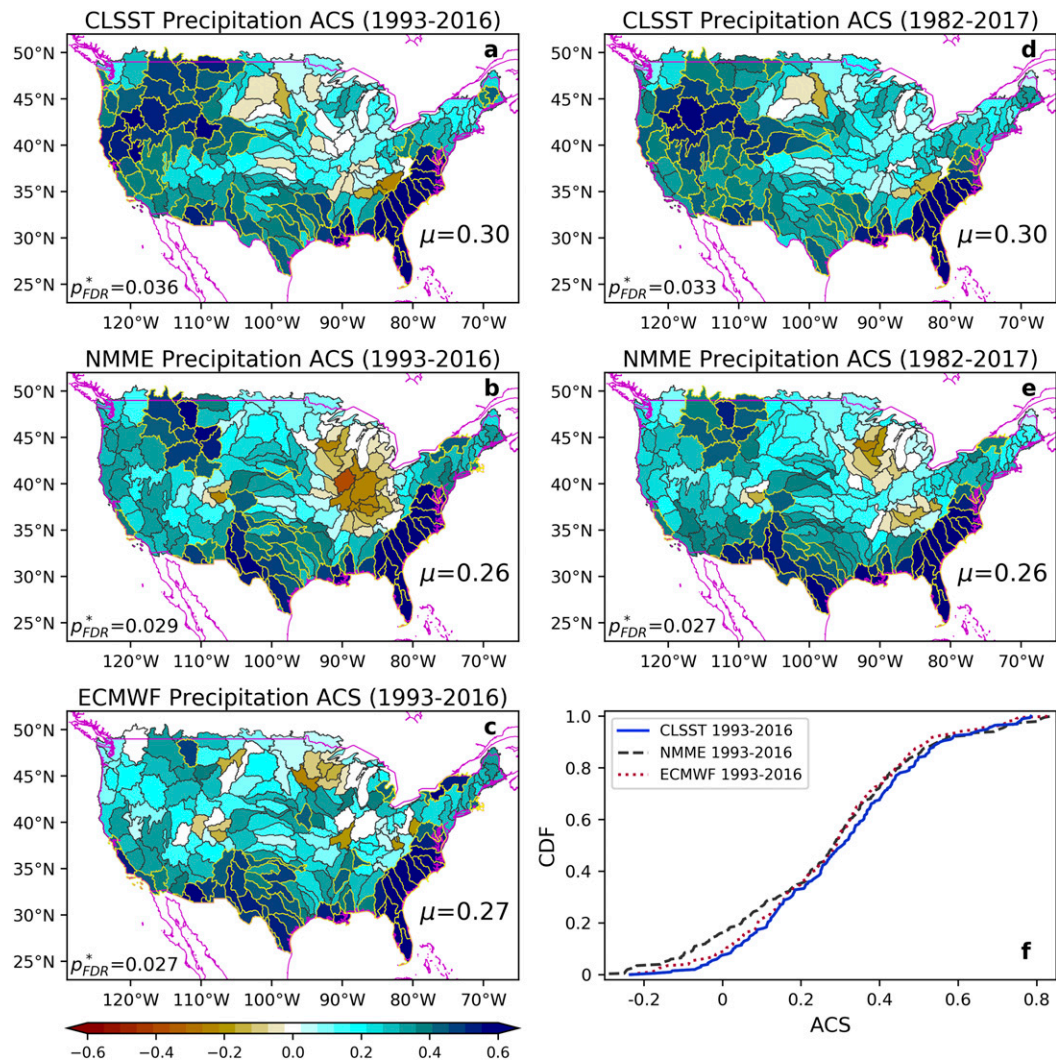 CLSST Precipitation ACS (1993-2016)
a
50°N
45°N
40°N
35°N
30°N
25°N
μ=0.30
p*FDR=0.036
120°W 110°W 100°W 90°W 80°W 70°W
CLSST Precipitation ACS (1982-2017)
d
50°N
45°N
40°N
35°N
30°N
25°N
μ=0.30
p*FDR=0.033
120°W 110°W 100°W 90°W 80°W 70°W
NMME Precipitation ACS (1993-2016)
b
50°N
45°N
40°N
35°N
30°N
25°N
μ=0.26
p*FDR=0.029
120°W 110°W 100°W 90°W 80°W 70°W
NMME Precipitation ACS (1982-2017)
e
50°N
45°N
40°N
35°N
30°N
25°N
μ=0.26
p*FDR=0.027
120°W 110°W 100°W 90°W 80°W 70°W
ECMWF Precipitation ACS (1993-2016)
c
50°N
45°N
40°N
35°N
30°N
25°N
μ=0.27
p*FDR=0.027
120°W 110°W 100°W 90°W 80°W 70°W
−0.6 −0.4 −0.2 0.0 0.2 0.4 0.6
CLSST 1993-2016
NMME 1993-2016
ECMWF 1993-2016
1.0
0.8
0.6
0.4
0.2
0
CDF
f
-0.2 0 0.2 0.4 0.6 0.8
ACS